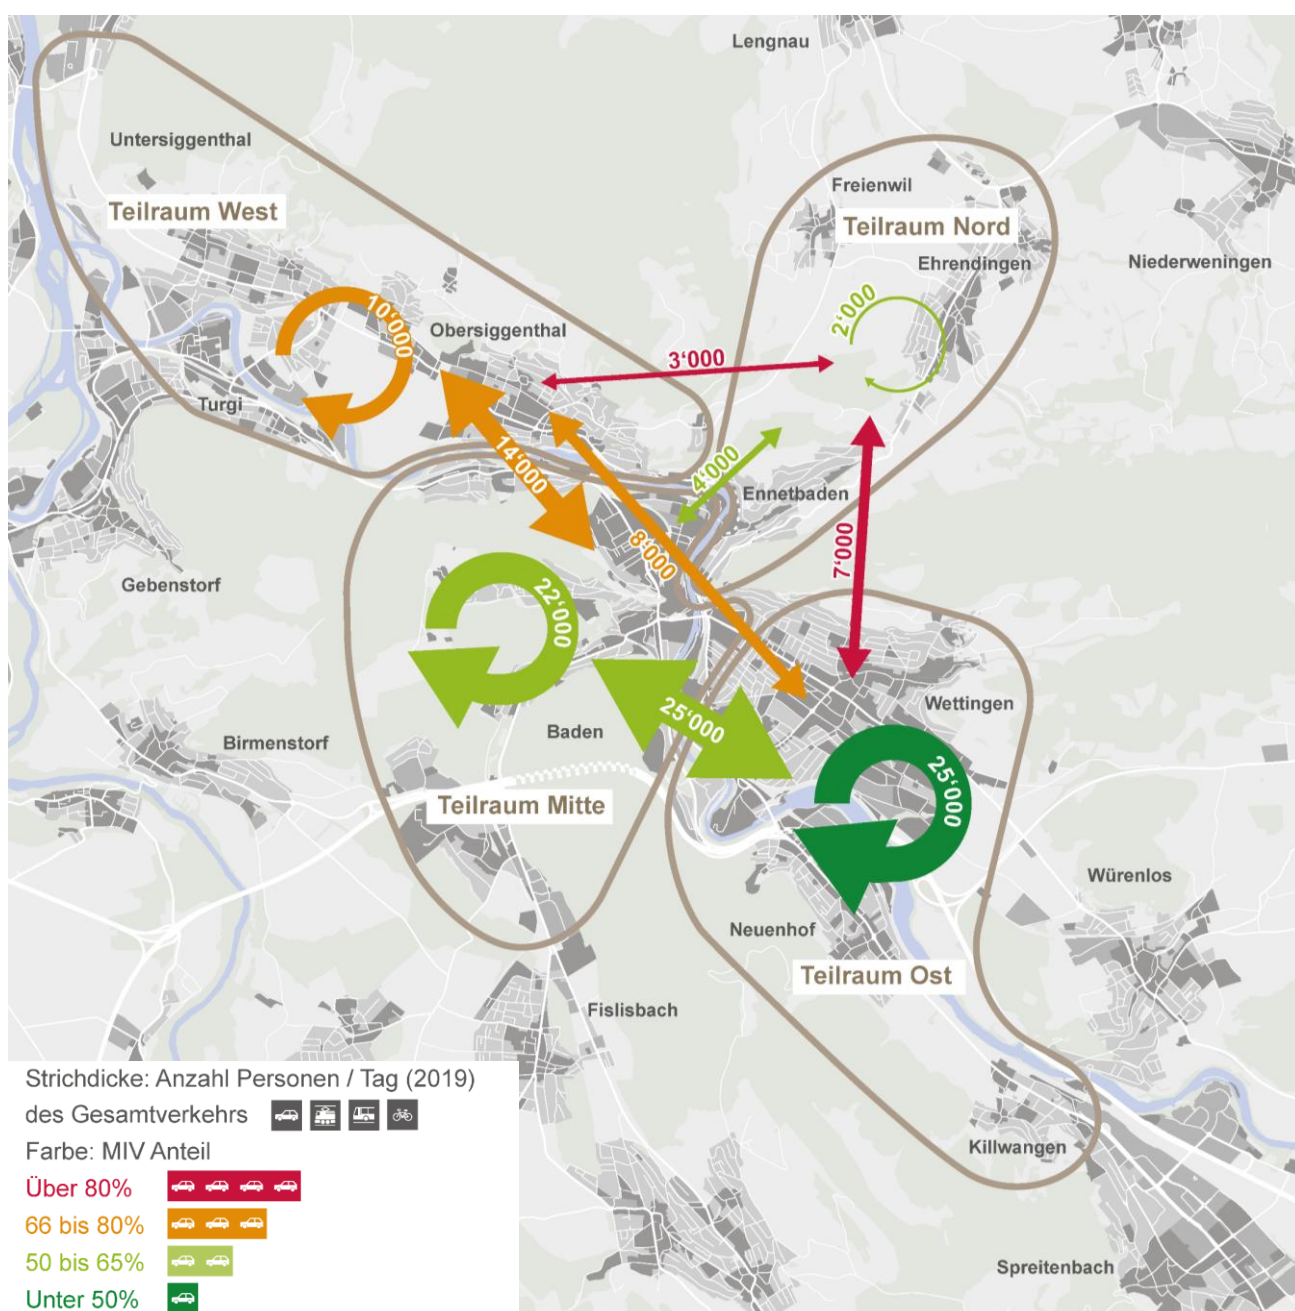 Lengnau
Untersiggenthal
Freienwil
Teilraum West
Teilraum Nord
Ehrendingen
Niederweningen
10‘000
2‘000
Obersiggenthal
3‘000
Turgi
14‘000
4‘000
Ennetbaden
8‘000
7‘000
Gebenstorf
22‘000
Wettingen
25‘000
Baden
Birmenstorf
25‘000
Teilraum Mitte
Würenlos
Neuenhof
Teilraum Ost
Fislisbach
Killwangen
Spreitenbach
Strichdicke: Anzahl Personen / Tag (2019)
des Gesamtverkehrs
Farbe: MIV Anteil
Über 80%
66 bis 80%
50 bis 65%
Unter 50%